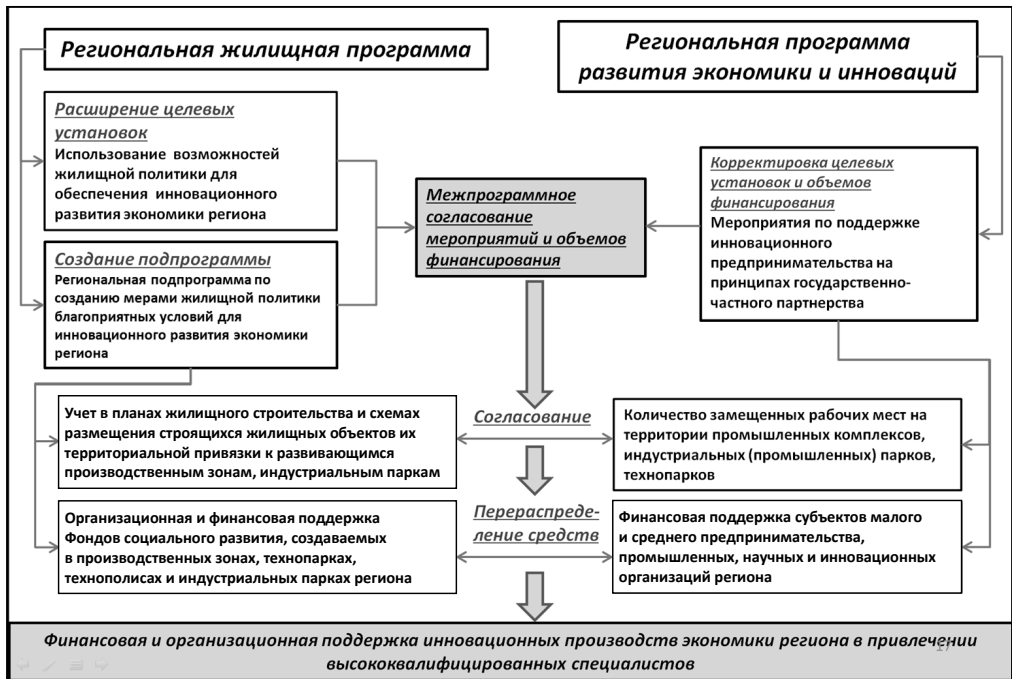 Региональная жилищная программа
Региональная программа
развития экономики и инноваций
Расширение целевых
установок
Использование возможностей
жилищной политики для
обеспечения инновационного
развития экономики региона
Создание подпрограммы
Региональная подпрограмма по
созданию мерами жилищной политики
благоприятных условий для
инновационного развития экономики
региона
Межпрограммное
согласование
мероприятий и объемов
финансирования
Корректировка целевых
установок и объемов
финансирования
Мероприятия по поддержке
инновационного
предпринимательства на
принципах государственно-
частного партнерства
Учет в планах жилищного строительства и схемах
размещения строящихся жилищных объектов их
территориальной привязки к развивающимся
производственным зонам, индустриальным паркам
Согласование
Количество замещенных рабочих мест на
территории промышленных комплексов,
индустриальных (промышленных) парков,
технопарков
Организационная и финансовая поддержка
Фондов социального развития, создаваемых
в производственных зонах, технопарках,
технополисах и индустриальных парках региона
Перераспреде-
ление средств
Финансовая поддержка субъектов малого
и среднего предпринимательства,
промышленных, научных и инновационных
организаций региона
Финансовая и организационная поддержка инновационных производств экономики региона в привлечении
высококвалифицированных специалистов
17